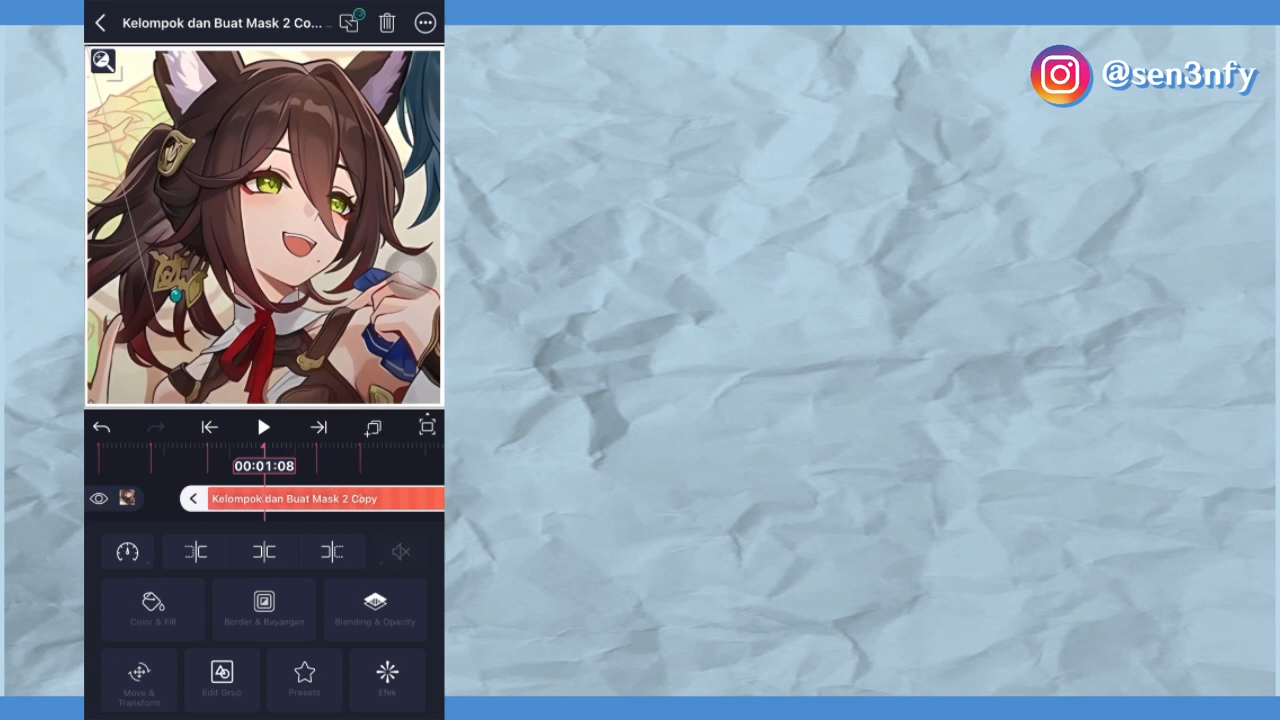 Kelompok dan Buat Mask 2 Co...
@sen3nfy
00:01:08
Kelompok dan Buat Mask 2 Copy
Color & Fill
Border & Bayangan
Blending & Opacity
Move & Transform
Edit Grup
Presets
Efek